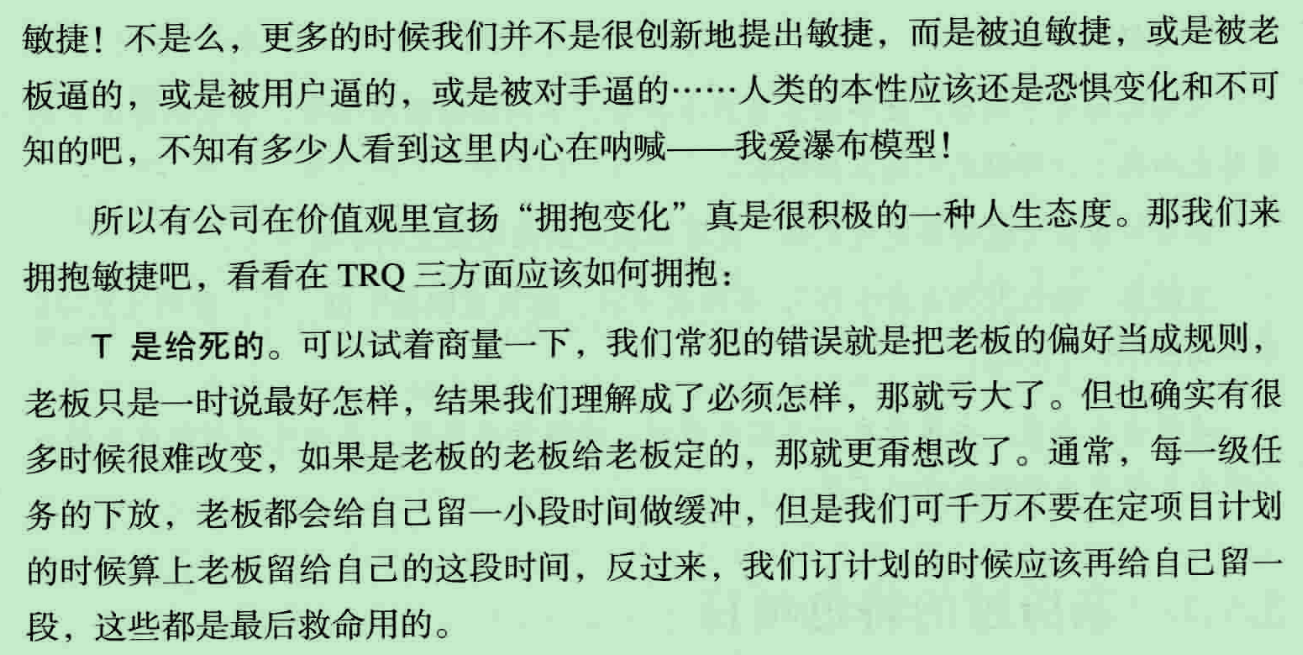 敏捷！不是么，更多的时候我们并不是很创新地提出敏捷，而是被迫敏捷，或是被老
板逼的，或是被用户逼的，或是被对手逼的……人类的本性应该还是恐惧变化和不可
知的吧，不知有多少人看到这里内心在呐喊——我爱瀑布模型！
所以有公司在价值观里宣扬“拥抱变化”真是很积极的一种人生态度。那我们来
拥抱敏捷吧，看看在 TRQ 三方面应该如何拥抱：
T 是给死的。可以试着商量一下，我们常犯的错误就是把老板的偏好当成规则，
老板只是一时说最好怎样，结果我们理解成了必须怎样，那就亏大了。但也确实有很
多时候很难改变，如果是老板的老板给老板定的，那就更甭想改了。通常，每一级任
务的下放，老板都会给自己留一小段时间做缓冲，但是我们可千万不要在定项目计划
的时候算上老板留给自己的这段时间，反过来，我们订计划的时候应该再给自己留一
段，这些都是最后救命用的。